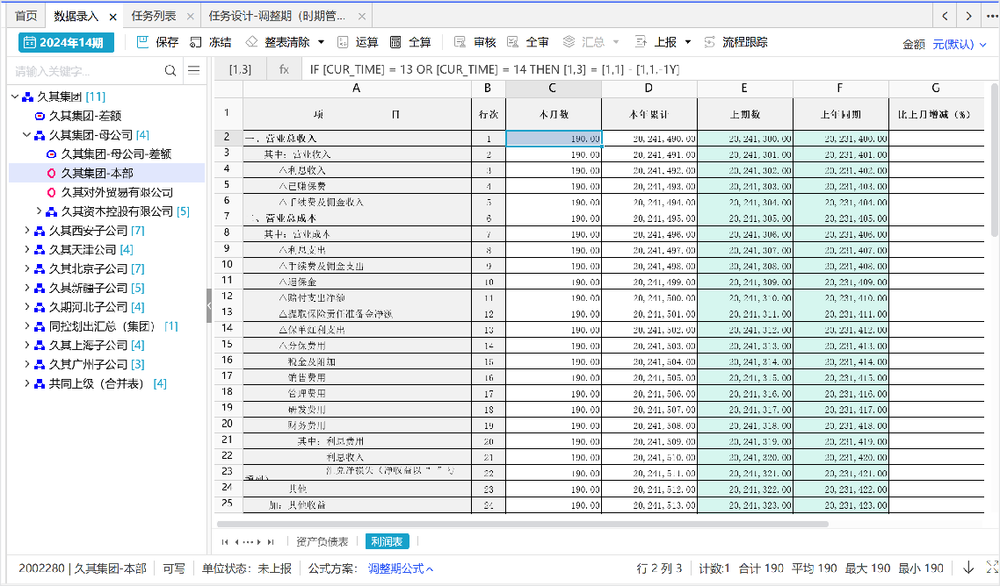 首页 数据录入 × 任务列表 × 任务设计-调整期（时期管... ×
2024年14期 保存 冻结 整表清除 运算 全算 审核 全审 汇总 上报 流程跟踪 金额 元(默认)
请输入关键字... [1,3] fx IF [CUR_TIME] = 13 OR [CUR_TIME] = 14 THEN [1,3] = [1,1] - [1,1,-1Y]
久其集团 [11]
久其集团-差额
久其集团-母公司 [4]
久其集团-母公司-差额
久其集团-本部
久其对外贸易有限公司
久其资本控股有限公司 [5]
久其西安子公司 [7]
久其天津公司 [4]
久其北京子公司 [7]
久其新疆子公司 [5]
久期河北子公司 [4]
同控划出汇总（集团） [1]
久其上海子公司 [4]
久其广州子公司 [3]
共同上级（合并表） [4]
A B C D E F G
1 项 目 行次 本月数 本年累计 上期数 上年同期 比上月增减（%）
2 一、营业总收入 1 190.00 20,241,490.00 20,241,300.00 20,231,400.00
3 其中：营业收入 2 190.00 20,241,491.00 20,241,301.00 20,231,401.00
4 △利息收入 3 190.00 20,241,492.00 20,241,302.00 20,231,402.00
5 △已赚保费 4 190.00 20,241,493.00 20,241,303.00 20,231,403.00
6 △手续费及佣金收入 5 190.00 20,241,494.00 20,241,304.00 20,231,404.00
7 二、营业总成本 6 190.00 20,241,495.00 20,241,305.00 20,231,405.00
8 其中：营业成本 7 190.00 20,241,496.00 20,241,306.00 20,231,406.00
9 △利息支出 8 190.00 20,241,497.00 20,241,307.00 20,231,407.00
10 △手续费及佣金支出 9 190.00 20,241,498.00 20,241,308.00 20,231,408.00
11 △退保金 10 190.00 20,241,499.00 20,241,309.00 20,231,409.00
12 △赔付支出净额 11 190.00 20,241,500.00 20,241,310.00 20,231,410.00
13 △提取保险责任准备金净额 12 190.00 20,241,501.00 20,241,311.00 20,231,411.00
14 △保单红利支出 13 190.00 20,241,502.00 20,241,312.00 20,231,412.00
15 △分保费用 14 190.00 20,241,503.00 20,241,313.00 20,231,413.00
16 税金及附加 15 190.00 20,241,504.00 20,241,314.00 20,231,414.00
17 销售费用 16 190.00 20,241,505.00 20,241,315.00 20,231,415.00
18 管理费用 17 190.00 20,241,506.00 20,241,316.00 20,231,416.00
19 研发费用 18 190.00 20,241,507.00 20,241,317.00 20,231,417.00
20 财务费用 19 190.00 20,241,508.00 20,241,318.00 20,231,418.00
21 其中：利息费用 20 190.00 20,241,509.00 20,241,319.00 20,231,419.00
22 利息收入 21 190.00 20,241,510.00 20,241,320.00 20,231,420.00
23 汇兑净损失（净收益以" "号 22 190.00 20,241,511.00 20,241,321.00 20,231,421.00
24 其他 23 190.00 20,241,512.00 20,241,322.00 20,231,422.00
25 加：其他收益 24 190.00 20,241,513.00 20,241,323.00 20,231,423.00
资产负债表 利润表
2002280 | 久其集团-本部 可写 单位状态：未上报 公式方案：调整期公式 行 2 列 3 计数:1 合计 190 平均 190 最大 190 最小 190